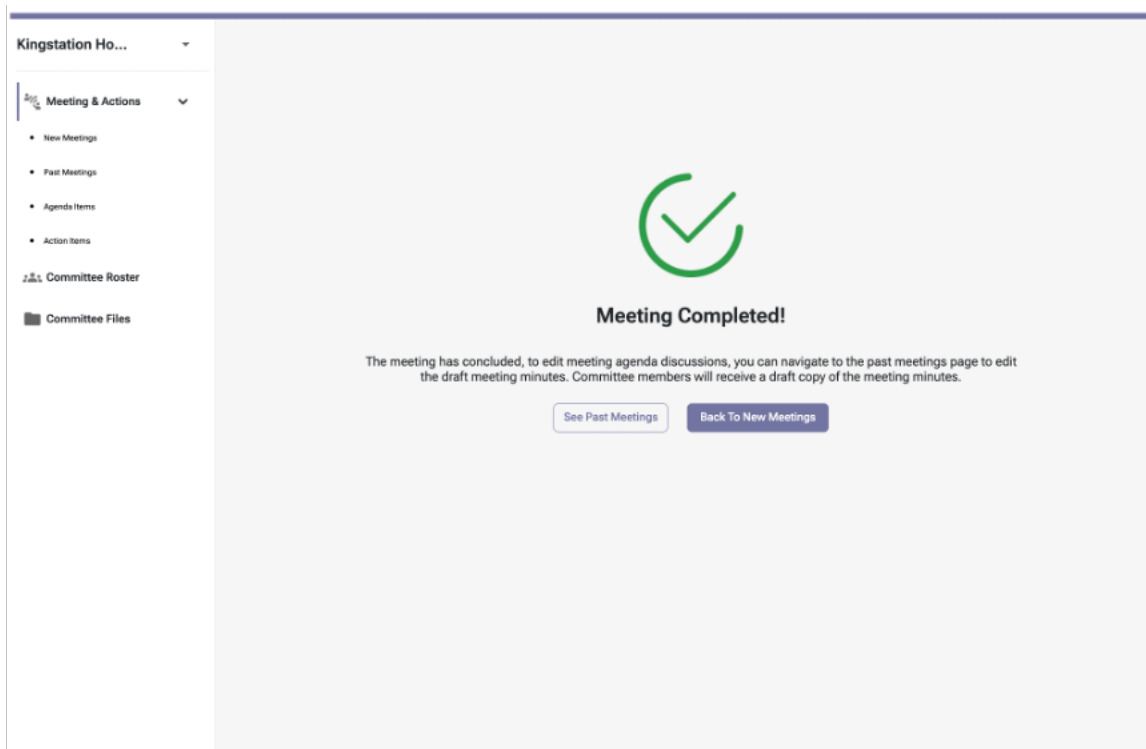 Kingstation Ho...
Meeting & Actions
New Meetings
Past Meetings
Agenda Items
Action Items
Committee Roster
Committee Files
Meeting Completed!
The meeting has concluded, to edit meeting agenda discussions, you can navigate to the past meetings page to edit
the draft meeting minutes. Committee members will receive a draft copy of the meeting minutes.
See Past Meetings
Back To New Meetings